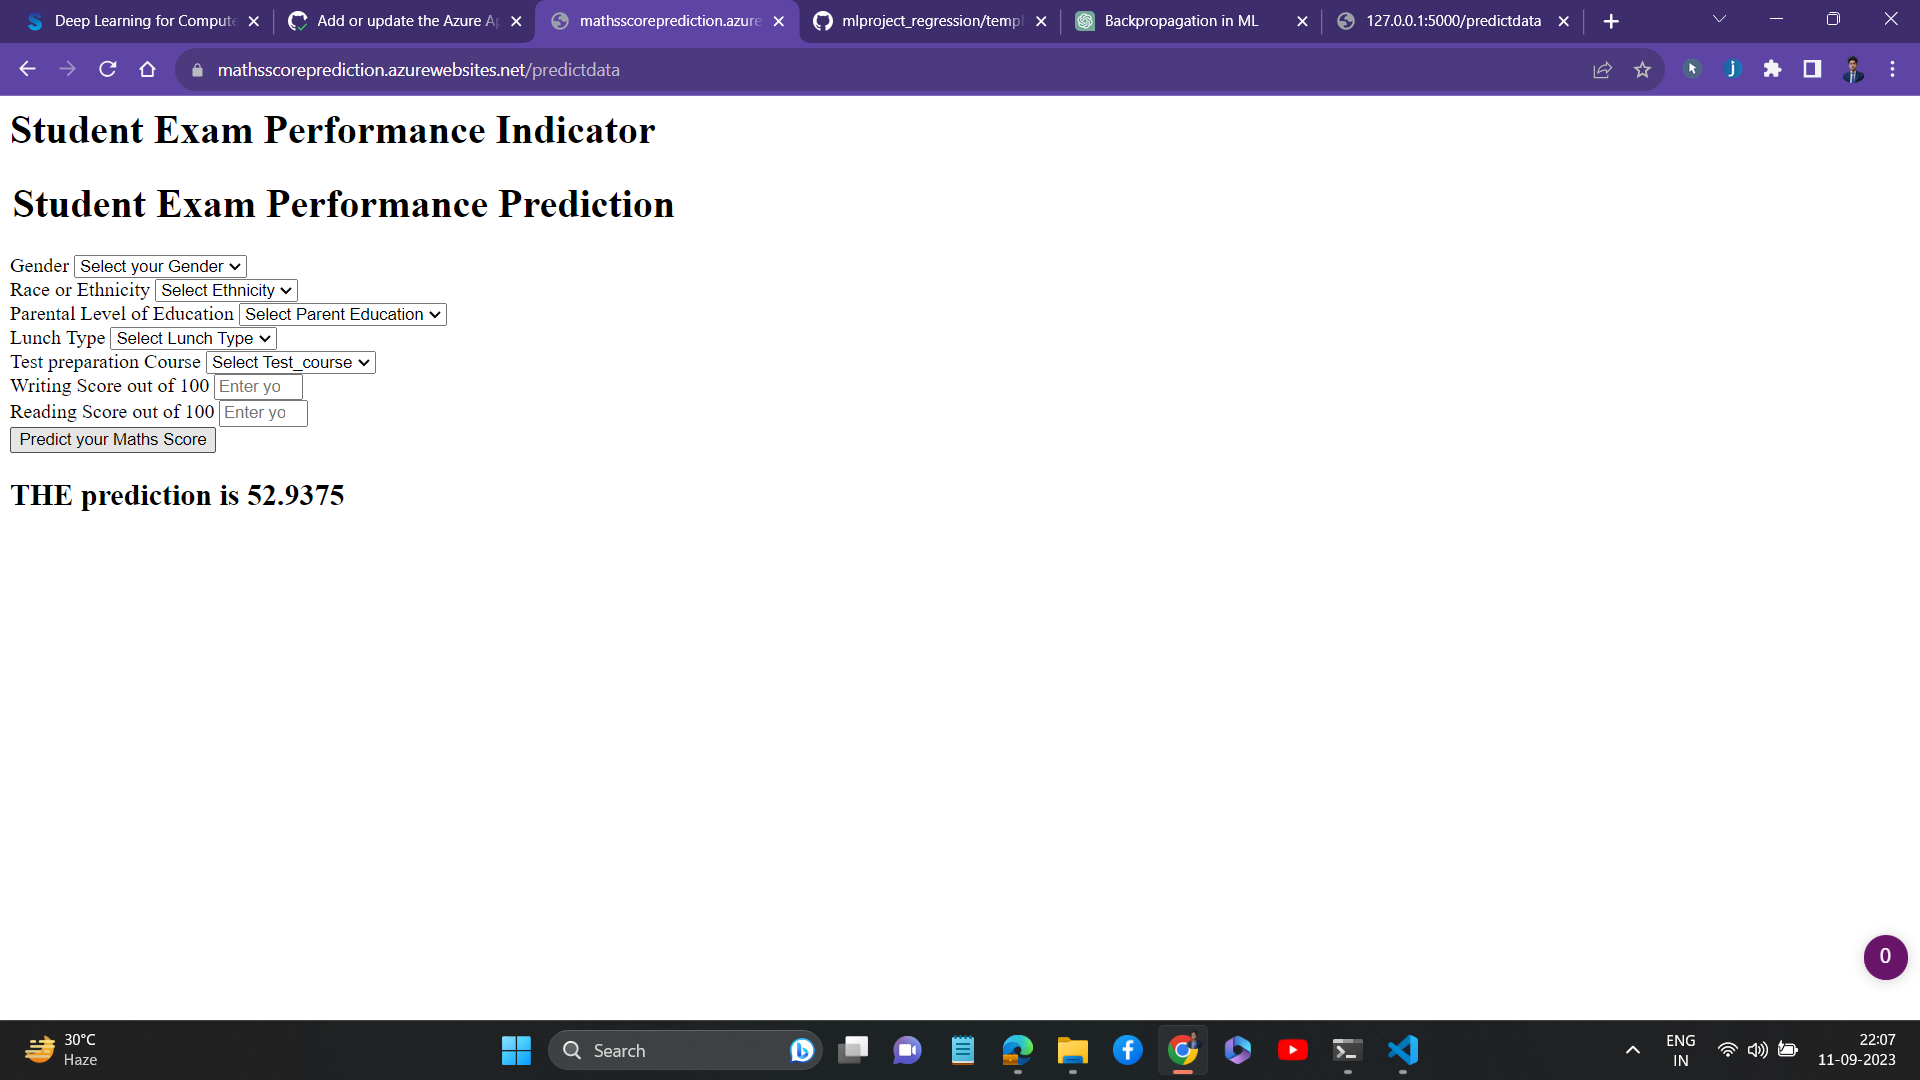 Deep Learning for Compute
Add or update the Azure Ap
mathsscoreprediction.azure
mlproject_regression/templ
Backpropagation in ML
127.0.0.1:5000/predictdata
mathsscoreprediction.azurewebsites.net/predictdata
j
Student Exam Performance Indicator
Student Exam Performance Prediction
Gender Select your Gender
Race or Ethnicity Select Ethnicity
Parental Level of Education Select Parent Education
Lunch Type Select Lunch Type
Test preparation Course Select Test_course
Writing Score out of 100 Enter yo
Reading Score out of 100 Enter yo
Predict your Maths Score
THE prediction is 52.9375
0
30°C
Haze
Search
ENG
IN
22:07
11-09-2023